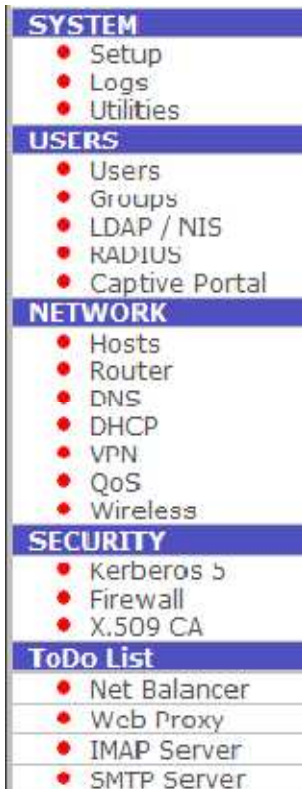 SYSTEM
Setup
Logs
Utilities
USERS
Users
Groups
LDAP / NIS
RADIUS
Captive Portal
NETWORK
Hosts
Router
DNS
DHCP
VPN
QoS
Wireless
SECURITY
Kerberos 5
Firewall
X.509 CA
ToDo List
Net Balancer
Web Proxy
IMAP Server
SMTP Server